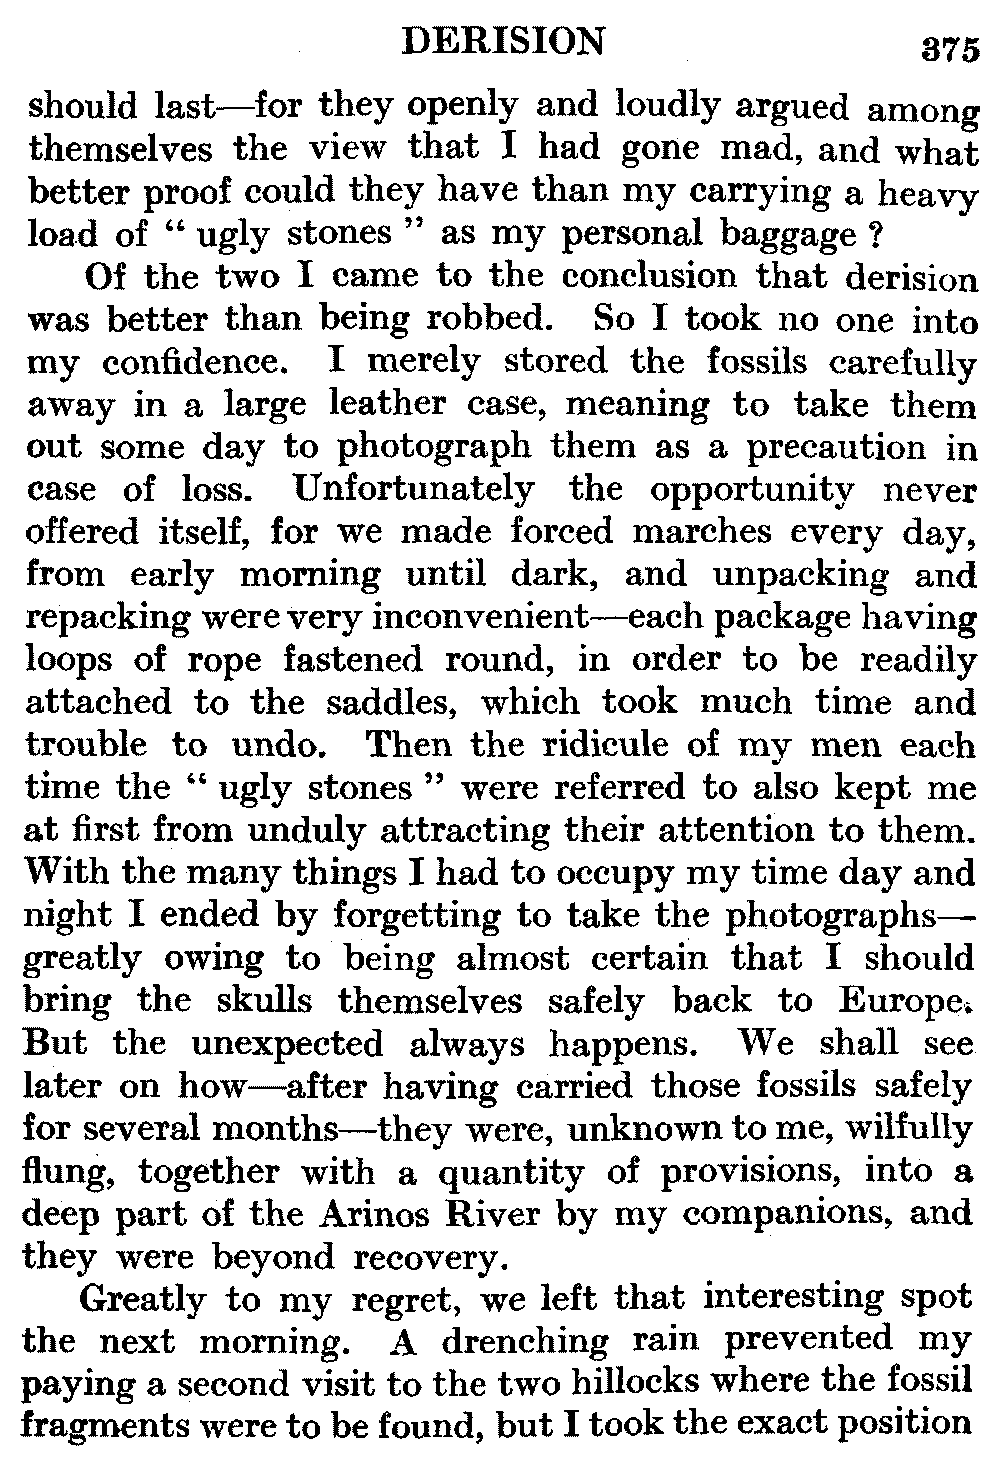 DERISION 375
should last—for they openly and loudly argued among
themselves the view that I had gone mad, and what
better proof could they have than my carrying a heavy
load of “ ugly stones ” as my personal baggage ?
Of the two I came to the conclusion that derision
was better than being robbed. So I took no one into
my confidence. I merely stored the fossils carefully
away in a large leather case, meaning to take them
out some day to photograph them as a precaution in
case of loss. Unfortunately the opportunity never
offered itself, for we made forced marches every day,
from early morning until dark, and unpacking and
repacking were very inconvenient—each package having
loops of rope fastened round, in order to be readily
attached to the saddles, which took much time and
trouble to undo. Then the ridicule of my men each
time the “ ugly stones ” were referred to also kept me
at first from unduly attracting their attention to them.
With the many things I had to occupy my time day and
night I ended by forgetting to take the photographs—
greatly owing to being almost certain that I should
bring the skulls themselves safely back to Europe.
But the unexpected always happens. We shall see
later on how—after having carried those fossils safely
for several months—they were, unknown to me, wilfully
flung, together with a quantity of provisions, into a
deep part of the Arinos River by my companions, and
they were beyond recovery.
Greatly to my regret, we left that interesting spot
the next morning. A drenching rain prevented my
paying a second visit to the two hillocks where the fossil
fragments were to be found, but I took the exact position